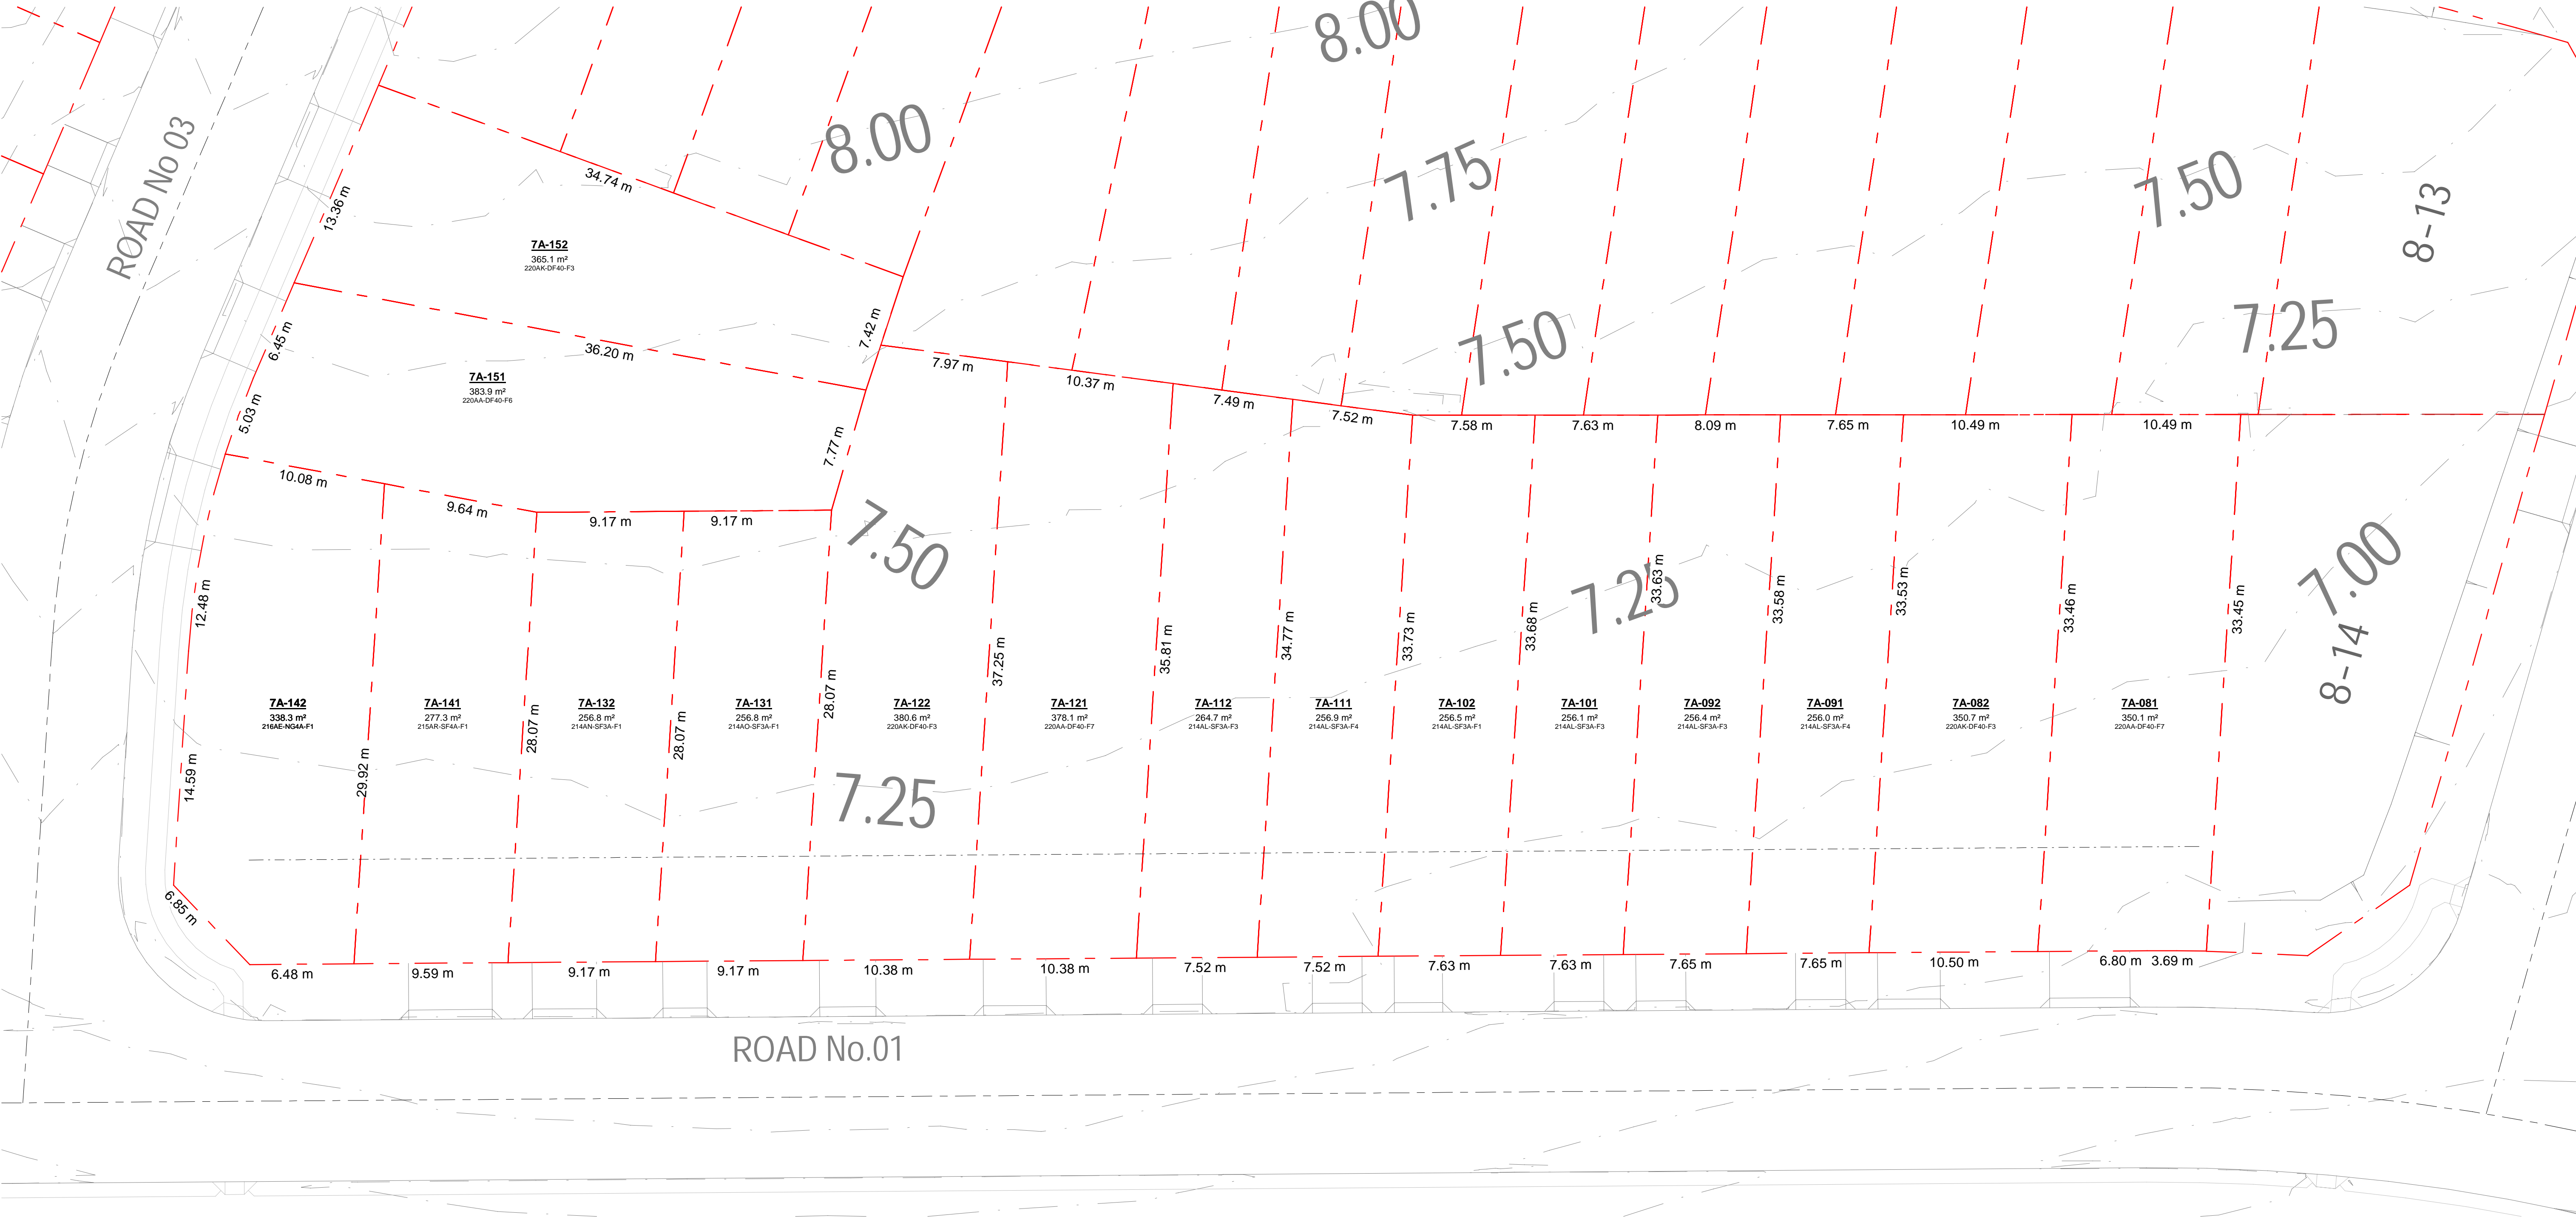 8.00
8.00
7.75
7.50
8-13
ROAD No 03
34.74 m
13.36 m
7A-152
365.1 m²
220AK-DF40-F3
7.42 m
7.50
7.25
6.45 m
36.20 m
7.97 m
10.37 m
7.49 m
7.52 m
7.58 m
7.63 m
8.09 m
7.65 m
10.49 m
10.49 m
7A-151
383.9 m²
220AA-DF40-F6
5.03 m
7.77 m
10.08 m
9.64 m
9.17 m
9.17 m
7.50
7.25
7.00
8-14
12.48 m
14.59 m
29.92 m
28.07 m
28.07 m
28.07 m
37.25 m
35.81 m
34.77 m
33.73 m
33.68 m
33.63 m
33.58 m
33.53 m
33.46 m
33.45 m
7A-142
338.3 m²
216AE-NG4A-F1
7A-141
277.3 m²
215AR-SF4A-F1
7A-132
256.8 m²
214AN-SF3A-F1
7A-131
256.8 m²
214AO-SF3A-F1
7A-122
380.6 m²
220AK-DF40-F3
7A-121
378.1 m²
220AA-DF40-F7
7A-112
264.7 m²
214AL-SF3A-F3
7A-111
256.9 m²
214AL-SF3A-F4
7A-102
256.5 m²
214AL-SF3A-F1
7A-101
256.1 m²
214AL-SF3A-F3
7A-092
256.4 m²
214AL-SF3A-F3
7A-091
256.0 m²
214AL-SF3A-F4
7A-082
350.7 m²
220AK-DF40-F3
7A-081
350.1 m²
220AA-DF40-F7
7.25
6.85 m
6.48 m
9.59 m
9.17 m
9.17 m
10.38 m
10.38 m
7.52 m
7.52 m
7.63 m
7.63 m
7.65 m
7.65 m
10.50 m
6.80 m
3.69 m
ROAD No.01